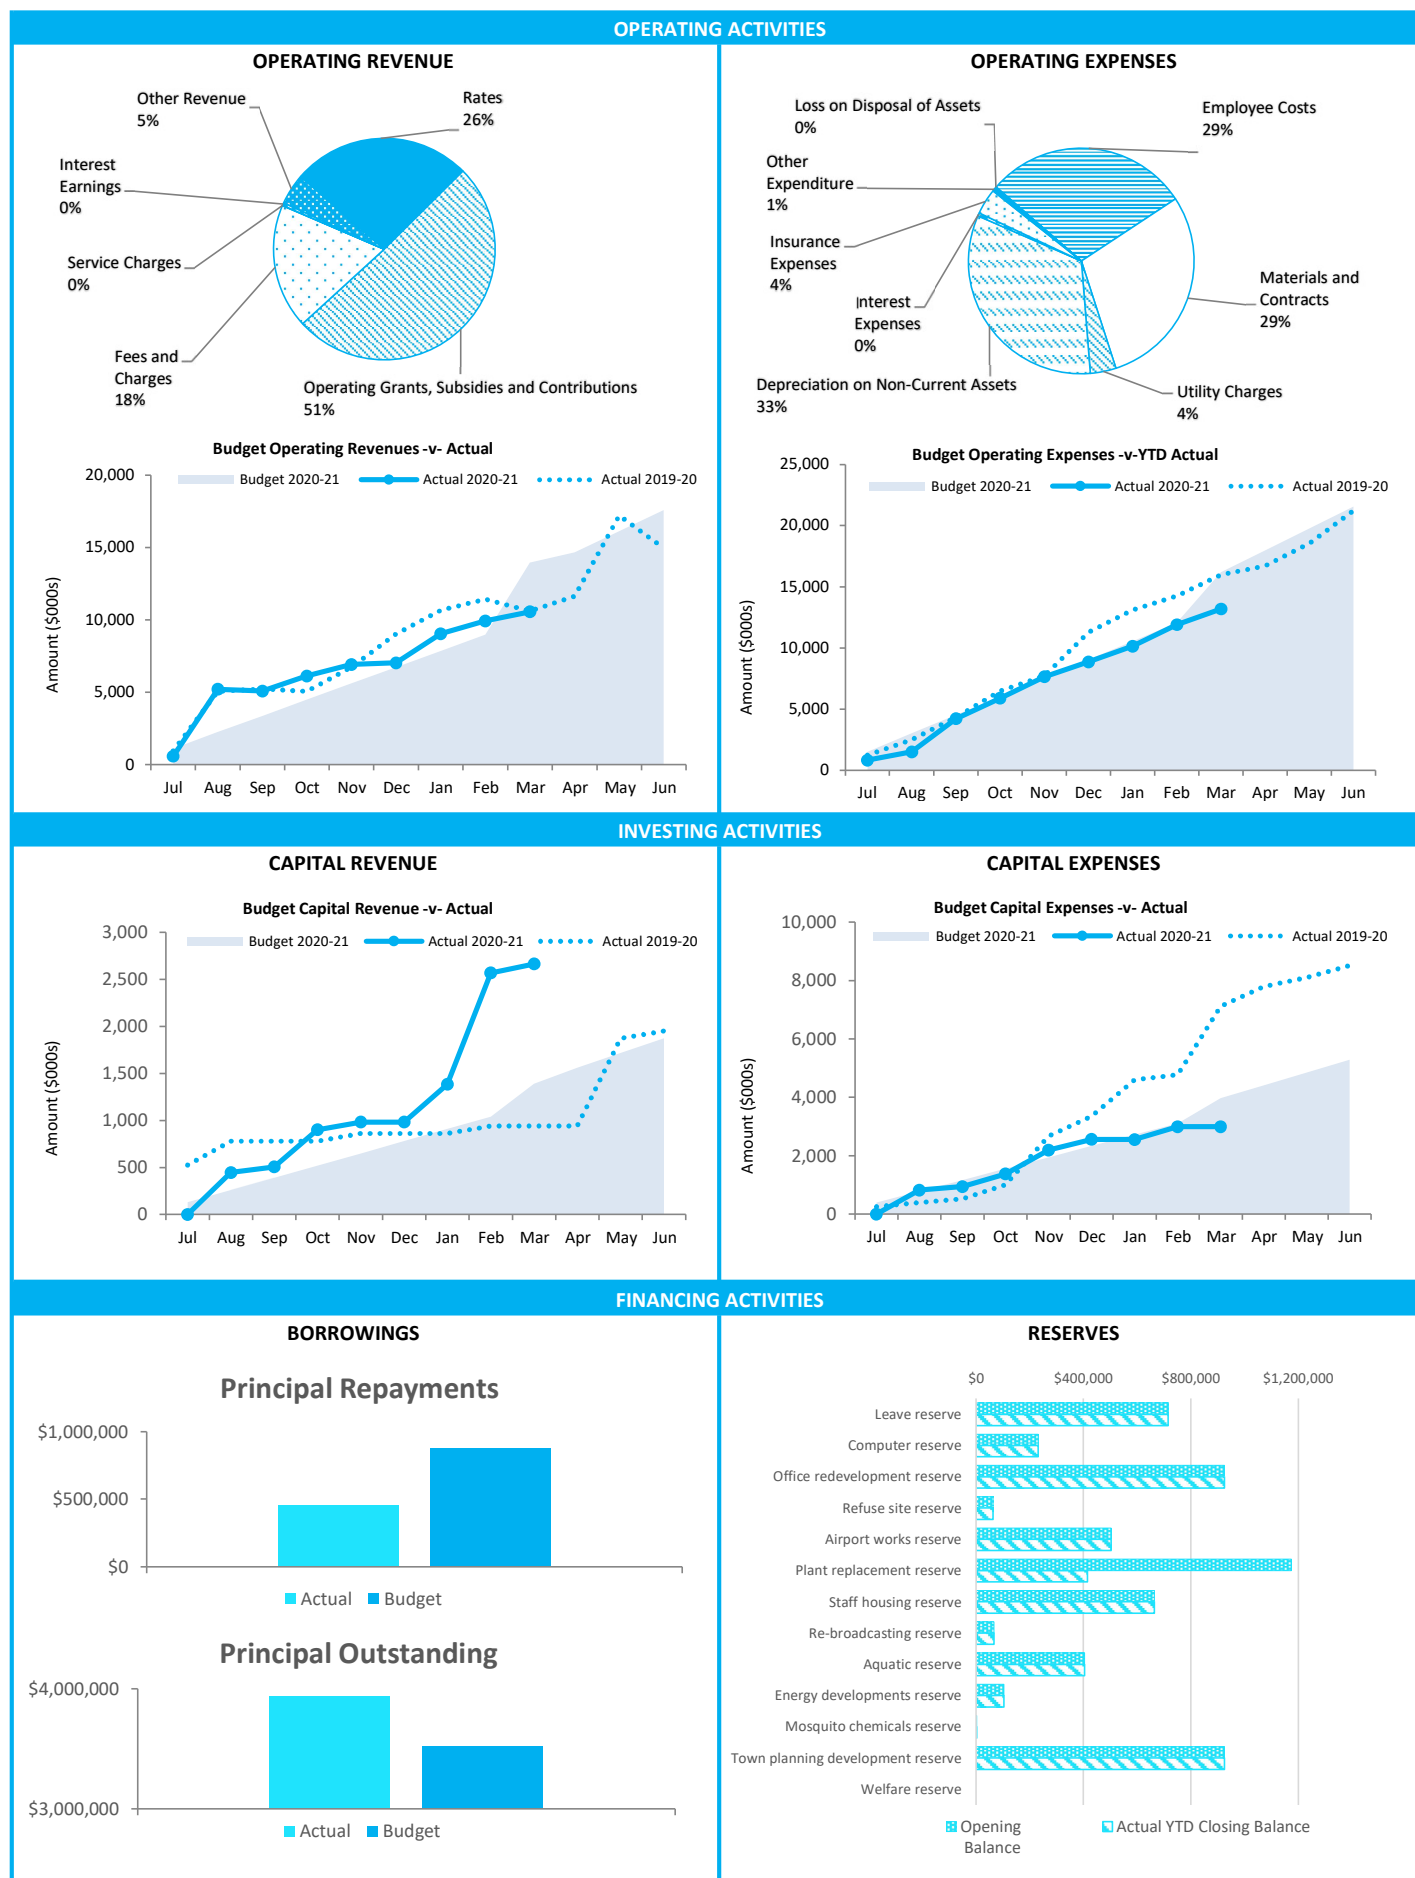 OPERATING ACTIVITIES
OPERATING REVENUE
Other Revenue
5%
Rates
26%
Interest
Earnings
0%
Service Charges
0%
Fees and
Charges
18%
Operating Grants, Subsidies and Contributions
51%
OPERATING EXPENSES
Loss on Disposal of Assets
0%
Employee Costs
29%
Other
Expenditure
1%
Insurance
Expenses
4%
Interest
Expenses
0%
Materials and
Contracts
29%
Depreciation on Non-Current Assets
33%
Utility Charges
4%
Budget Operating Revenues -v- Actual
Budget 2020-21 Actual 2020-21 Actual 2019-20
20,000
15,000
10,000
5,000
0
Amount ($000s)
Jul Aug Sep Oct Nov Dec Jan Feb Mar Apr May Jun
Budget Operating Expenses -v-YTD Actual
Budget 2020-21 Actual 2020-21 Actual 2019-20
25,000
20,000
15,000
10,000
5,000
0
Amount ($000s)
Jul Aug Sep Oct Nov Dec Jan Feb Mar Apr May Jun
INVESTING ACTIVITIES
CAPITAL REVENUE
Budget Capital Revenue -v- Actual
Budget 2020-21 Actual 2020-21 Actual 2019-20
3,000
2,500
2,000
1,500
1,000
500
0
Amount ($000s)
Jul Aug Sep Oct Nov Dec Jan Feb Mar Apr May Jun
CAPITAL EXPENSES
Budget Capital Expenses -v- Actual
Budget 2020-21 Actual 2020-21 Actual 2019-20
10,000
8,000
6,000
4,000
2,000
0
Amount ($000s)
Jul Aug Sep Oct Nov Dec Jan Feb Mar Apr May Jun
FINANCING ACTIVITIES
BORROWINGS
Principal Repayments
$1,000,000
$500,000
$0
Actual Budget
Principal Outstanding
$4,000,000
$3,000,000
Actual Budget
RESERVES
$0 $400,000 $800,000 $1,200,000
Leave reserve
Computer reserve
Office redevelopment reserve
Refuse site reserve
Airport works reserve
Plant replacement reserve
Staff housing reserve
Re-broadcasting reserve
Aquatic reserve
Energy developments reserve
Mosquito chemicals reserve
Town planning development reserve
Welfare reserve
Opening
Balance
Actual YTD Closing Balance